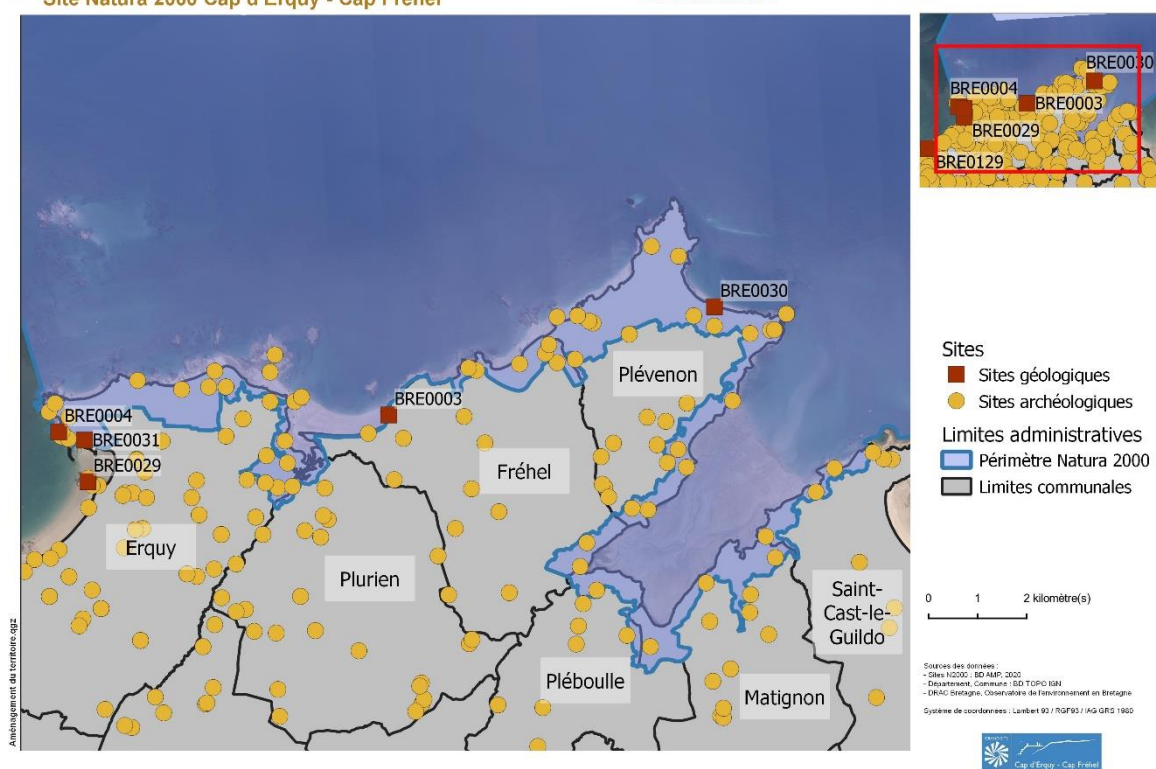 Site Natura 2000 Cap d'Erquy - Cap Fréhel
BRE0030
BRE0004
BRE0003
BRE0029
BRE0129
BRE0030
BRE0003
BRE0004
BRE0031
BRE0029
Plévenon
Fréhel
Erquy
Plurien
Saint-
Cast-le-
Guildo
Pléboulle
Matignon
Sites
Sites géologiques
Sites archéologiques
Limites administratives
Périmètre Natura 2000
Limites communales
0 1 2 kilomètre(s)
Sources des données :
- Sites N2000 : BD AMP, 2020
- Département, Commune : BD TOPO IGN
- DRAC Bretagne, Observatoire de l'environnement en Bretagne
Système de coordonnées : Lambert 93 / RGF93 / IAG GRS 1980
Aménagement du territoire.qgz
Cap d'Erquy - Cap Fréhel